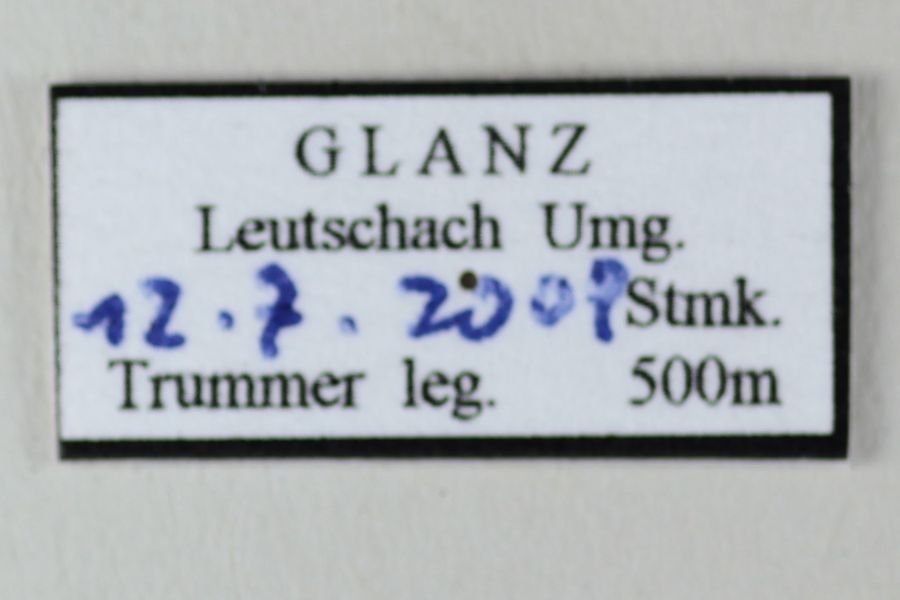 GLANZ
Leutschach Umg.
12.7.2009 Stmk.
Trummer leg. 500m